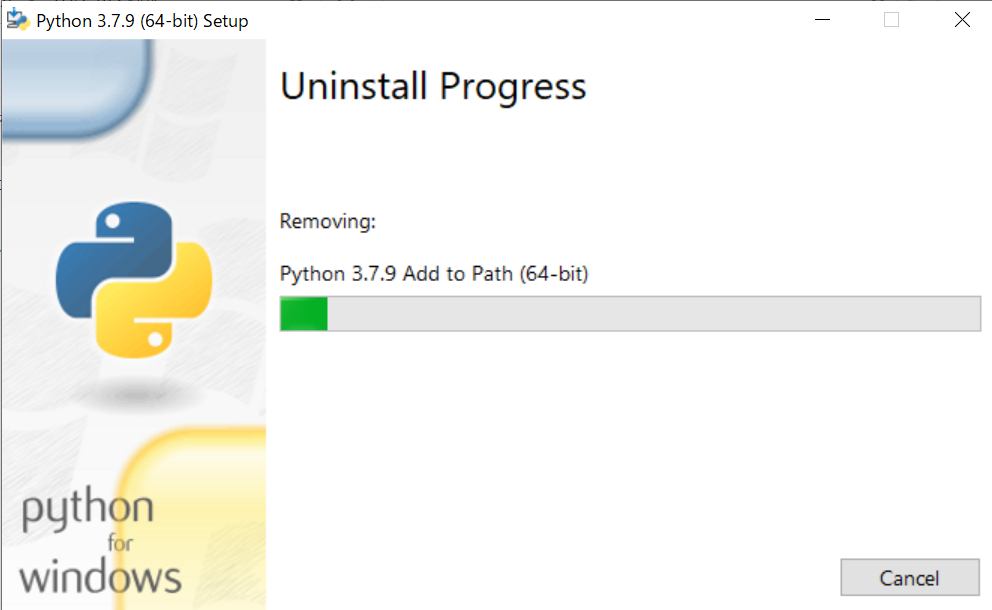 Python 3.7.9 (64-bit) Setup
Uninstall Progress
Removing:
Python 3.7.9 Add to Path (64-bit)
python
for
windows
Cancel